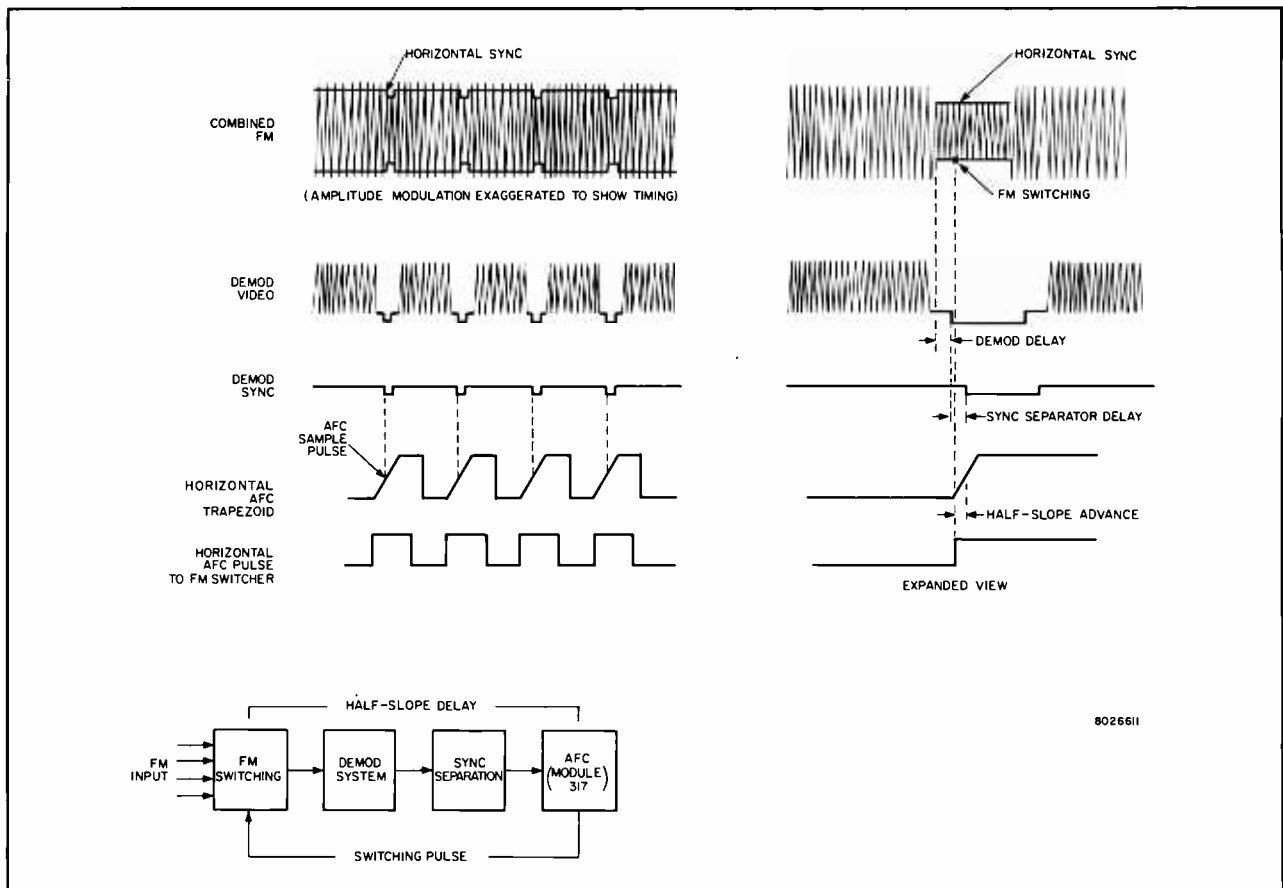 HORIZONTAL SYNC
COMBINED
FM
(AMPLITUDE MODULATION EXAGGERATED TO SHOW TIMING)
DEMOD
VIDEO
DEMOD
SYNC
AFC
SAMPLE
PULSE
HORIZONTAL
AFC
TRAPEZOID
HORIZONTAL
AFC PULSE
TO FM SWITCHER
HORIZONTAL SYNC
FM SWITCHING
DEMOD DELAY
SYNC SEPARATOR DELAY
HALF-SLOPE ADVANCE
EXPANDED VIEW
HALF-SLOPE DELAY
FM
INPUT
FM
SWITCHING
DEMOD
SYSTEM
SYNC
SEPARATION
AFC
(MODULE
317)
SWITCHING PULSE
8026611